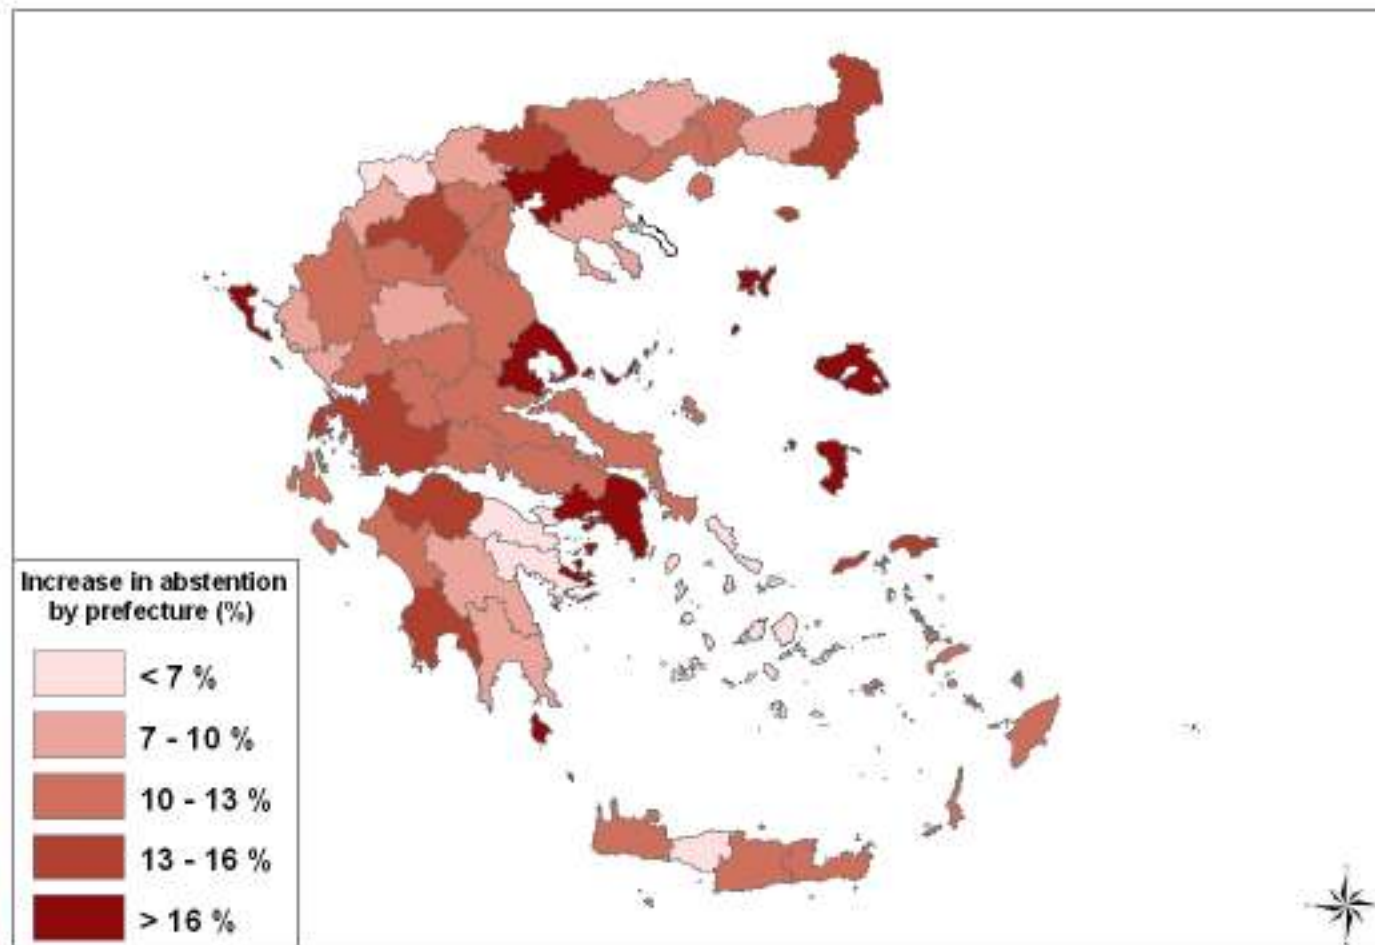 Increase in abstention
by prefecture (%)
< 7 %
7 - 10 %
10 - 13 %
13 - 16 %
> 16 %